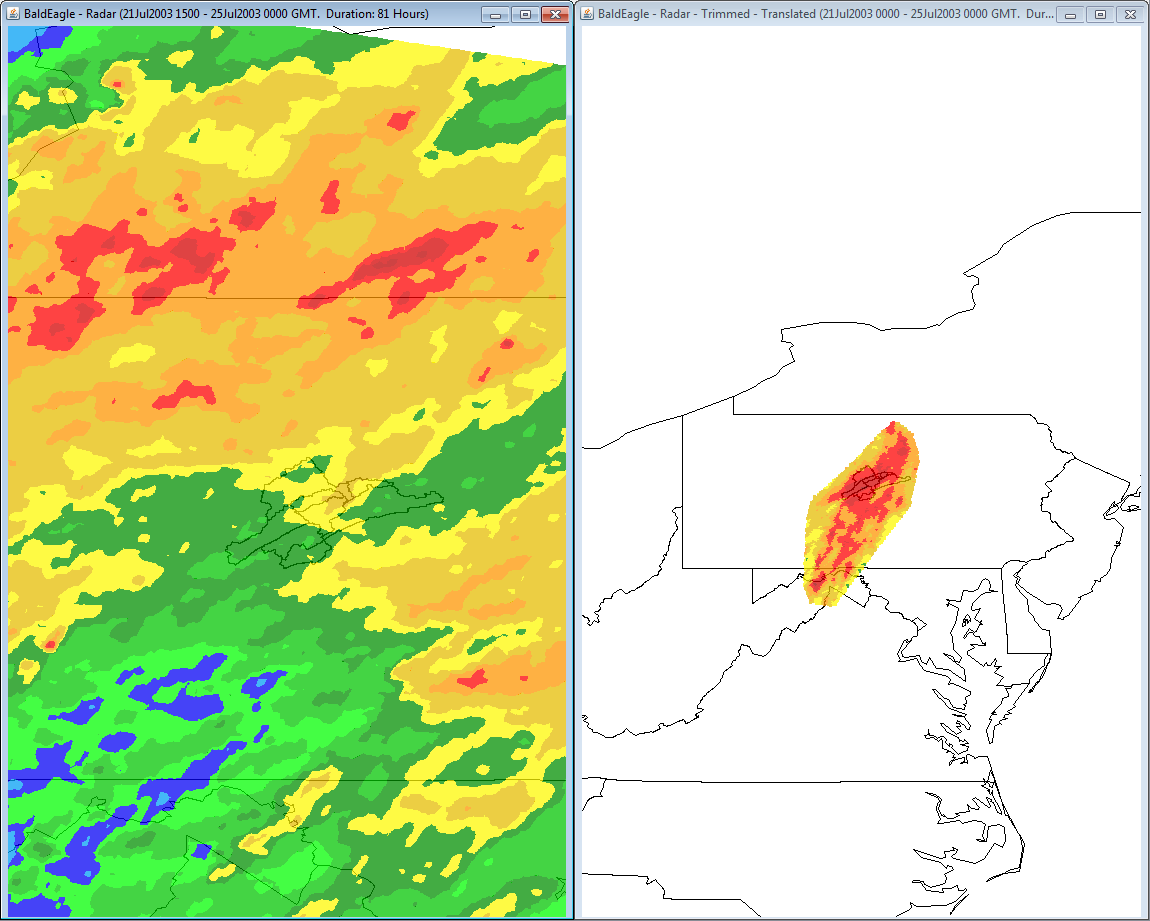 BaldEagle - Radar (21Jul2003 1500 - 25Jul2003 0000 GMT. Duration: 81 Hours)
BaldEagle - Radar - Trimmed - Translated (21Jul2003 0000 - 25Jul2003 0000 GMT. Dur...